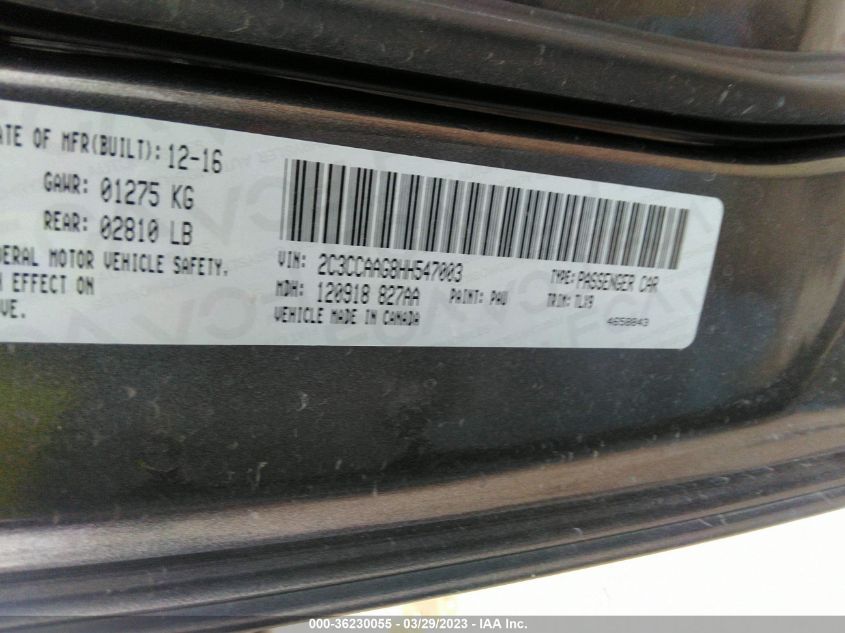 ATE OF MFR(BUILT): 12-16
GAWR: 01275 KG
REAR: 02810 LB
DERAL MOTOR VEHICLE SAFETY,
EFFECT ON
VE.
VIN: 2C3CCAAG8HH547003
TYPE: PASSENGER CAR
MDH: 120918 827AA
PAINT: PAU
TRIM: TLX9
VEHICLE MADE IN CANADA
4658843
000-36230055 - 03/29/2023 - IAA Inc.